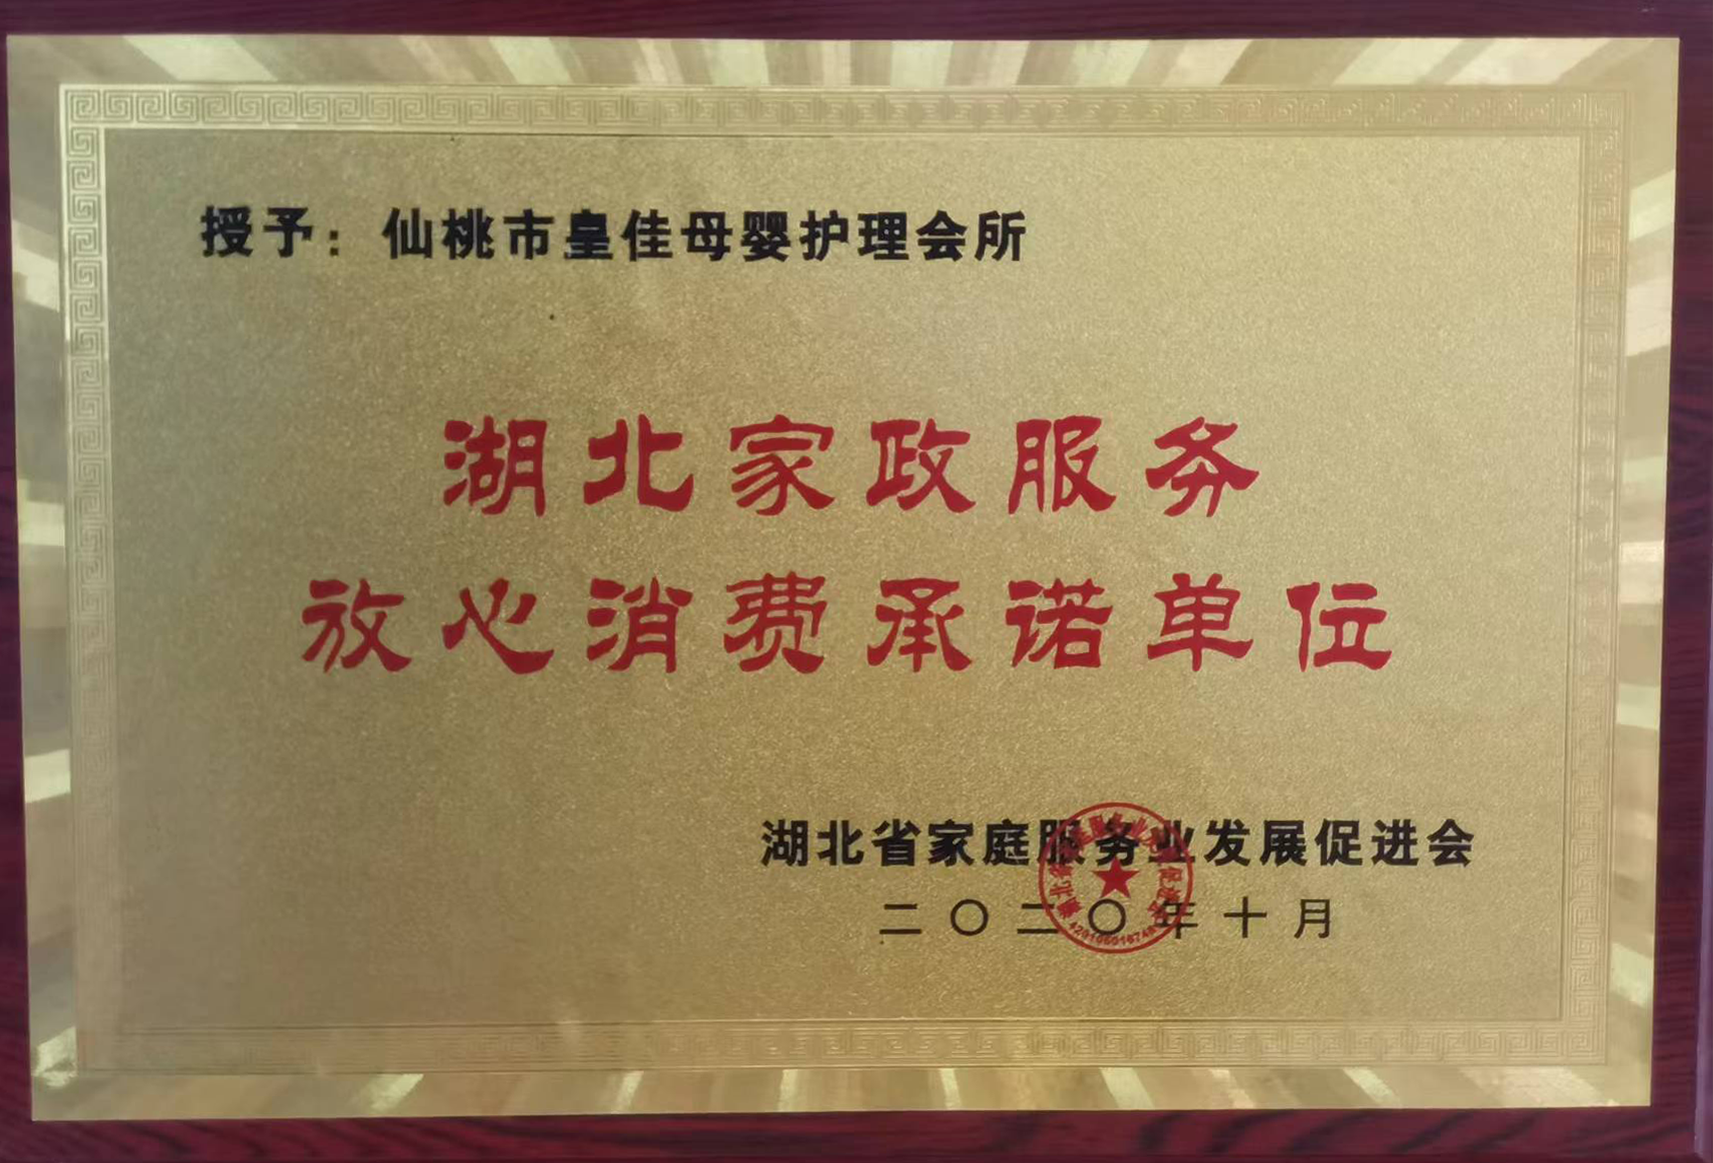 授予：仙桃市皇佳母婴护理会所
湖北家政服务
放心消费承诺单位
湖北省家庭服务业发展促进会
二〇二〇年十月